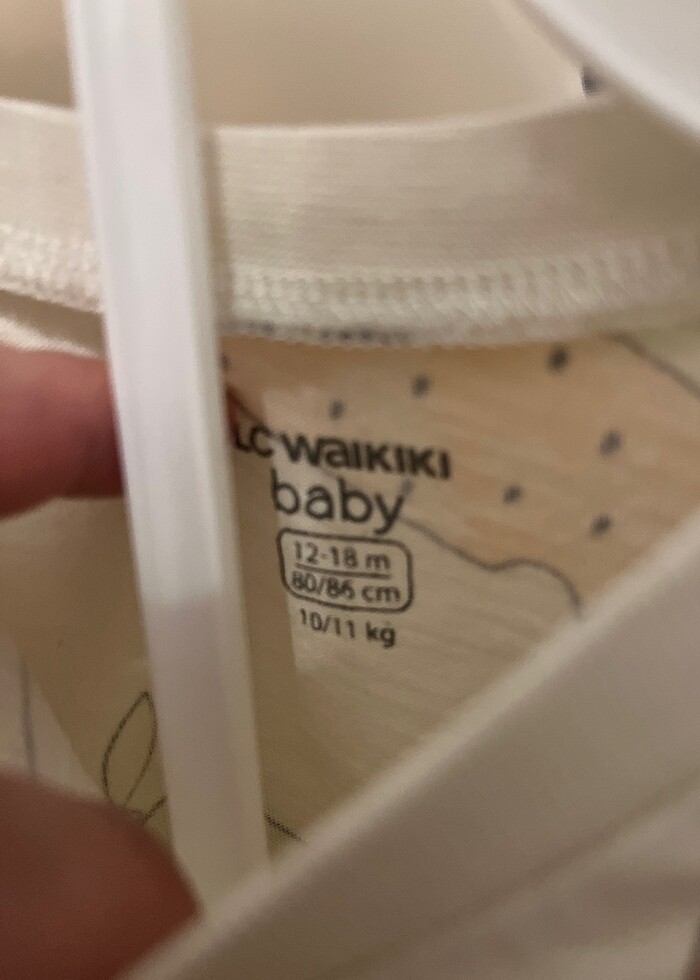 LC WAIKIKI
baby
12-18 m
80/86 cm
10/11 kg